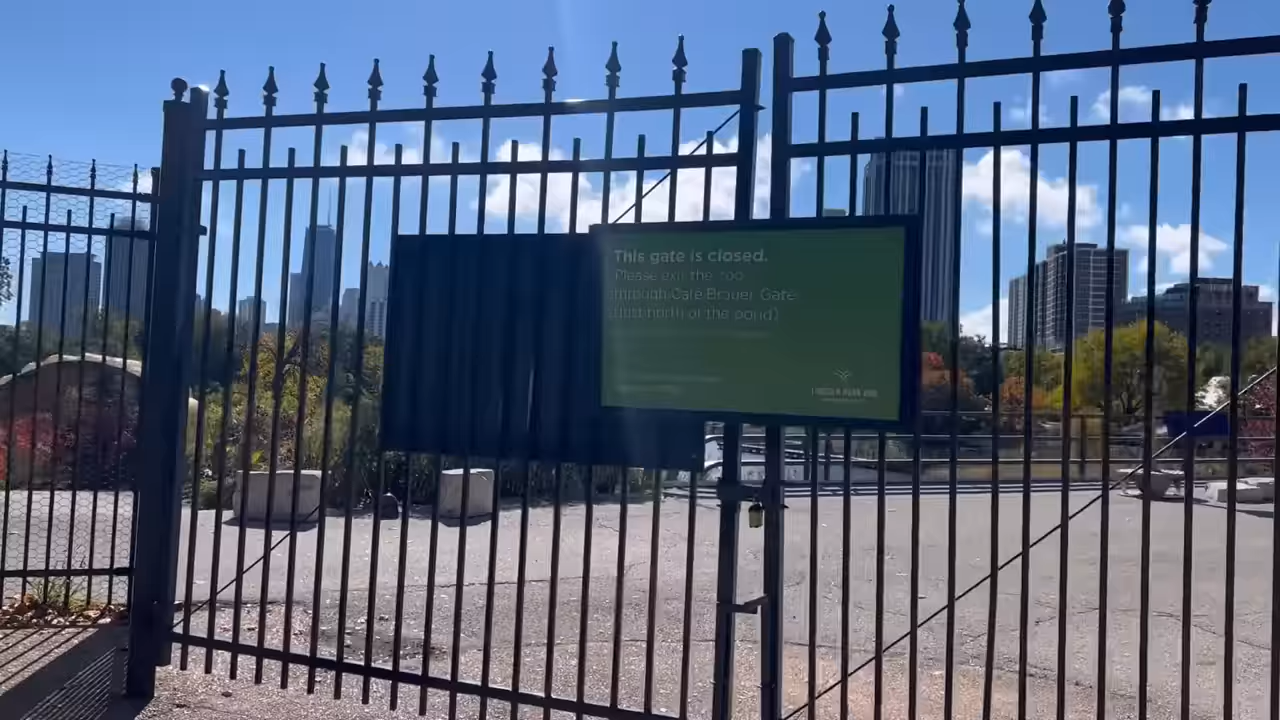 This gate is closed.
Please exit the zoo
through Café Brauer Gate
(just north of the pond)
LINCOLN PARK ZOO